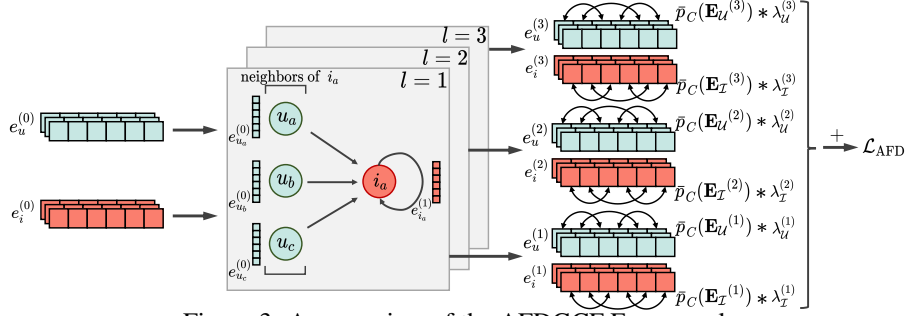 e_u^{(0)}
e_i^{(0)}
l = 3
l = 2
l = 1
neighbors of i_a
e_{u_a}^{(0)}
u_a
e_{u_b}^{(0)}
u_b
i_a
e_{i_a}^{(1)}
e_{u_c}^{(0)}
u_c
e_u^{(3)}
p̄_C(E_U^{(3)}) * λ_U^{(3)}
e_i^{(3)}
p̄_C(E_I^{(3)}) * λ_I^{(3)}
e_u^{(2)}
p̄_C(E_U^{(2)}) * λ_U^{(2)}
e_i^{(2)}
p̄_C(E_I^{(2)}) * λ_I^{(2)}
e_u^{(1)}
p̄_C(E_U^{(1)}) * λ_U^{(1)}
e_i^{(1)}
p̄_C(E_I^{(1)}) * λ_I^{(1)}
+
ℒ_AFD